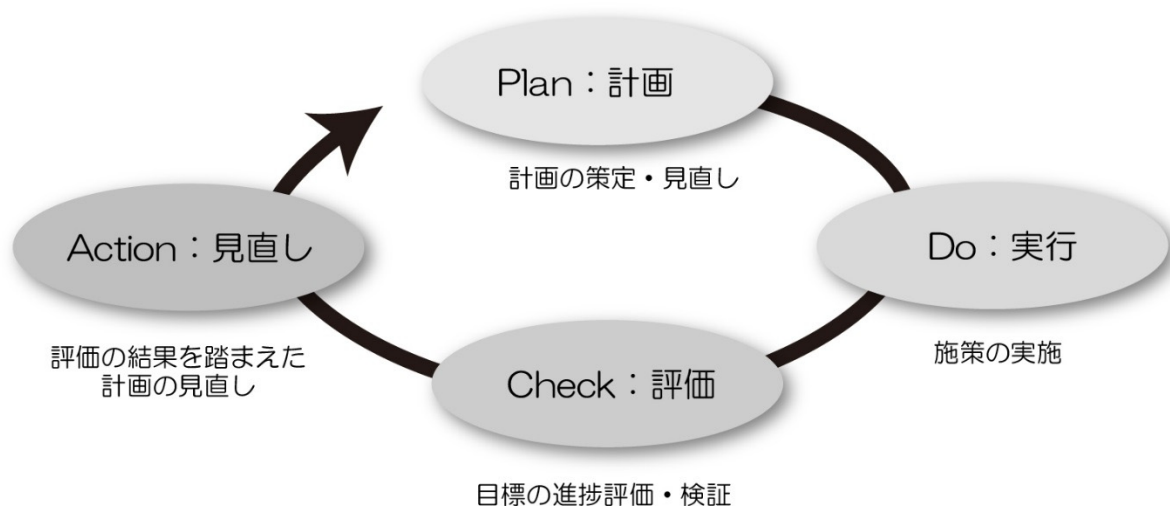 Plan：計画
計画の策定・見直し
Do：実行
施策の実施
Check：評価
目標の進捗評価・検証
Action：見直し
評価の結果を踏まえた
計画の見直し